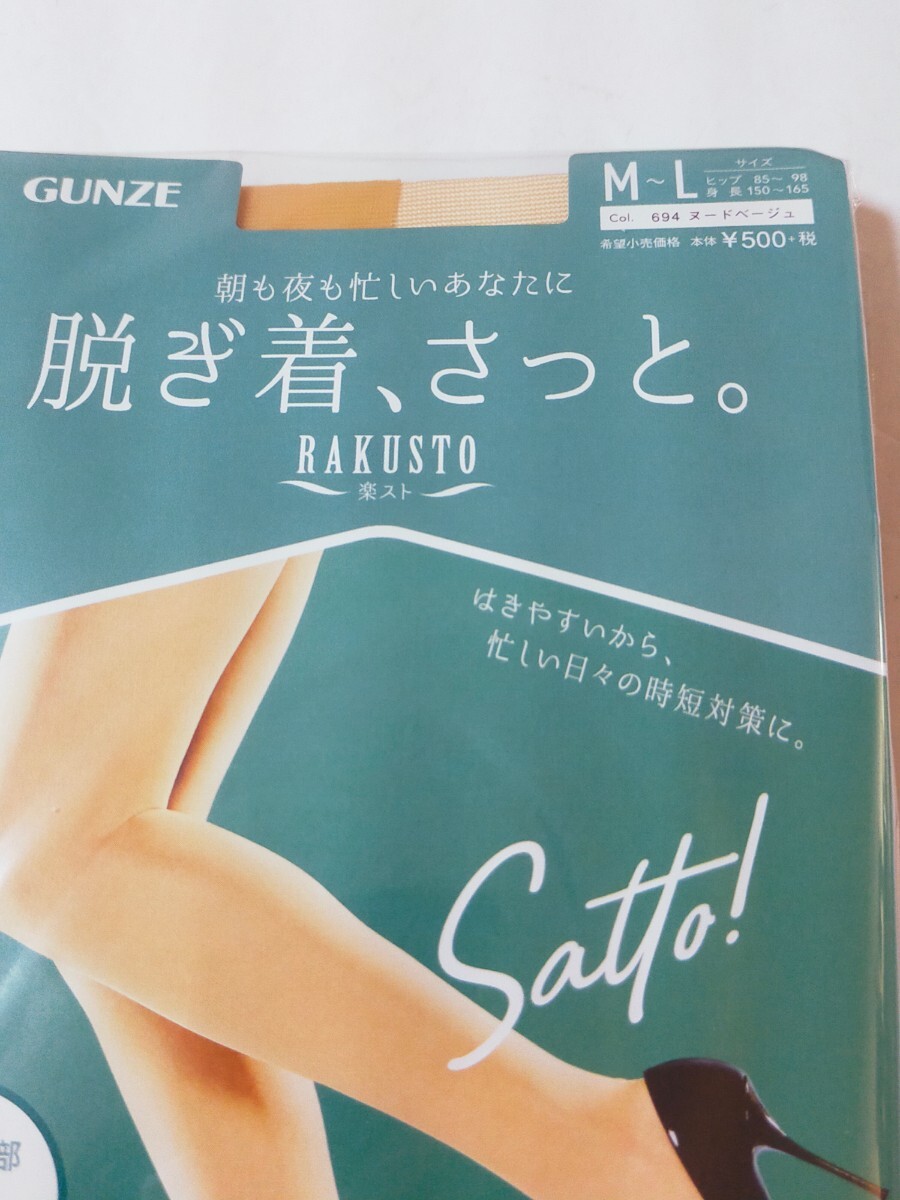 GUNZE
M～L サイズ
ヒップ 85～98
身長 150～165
Col. 694 ヌードベージュ
希望小売価格 本体 ¥500+税
朝も夜も忙しいあなたに
脱ぎ着、さっと。
RAKUSTO
楽スト
はきやすいから、
忙しい日々の時短対策に。
Satto!
部